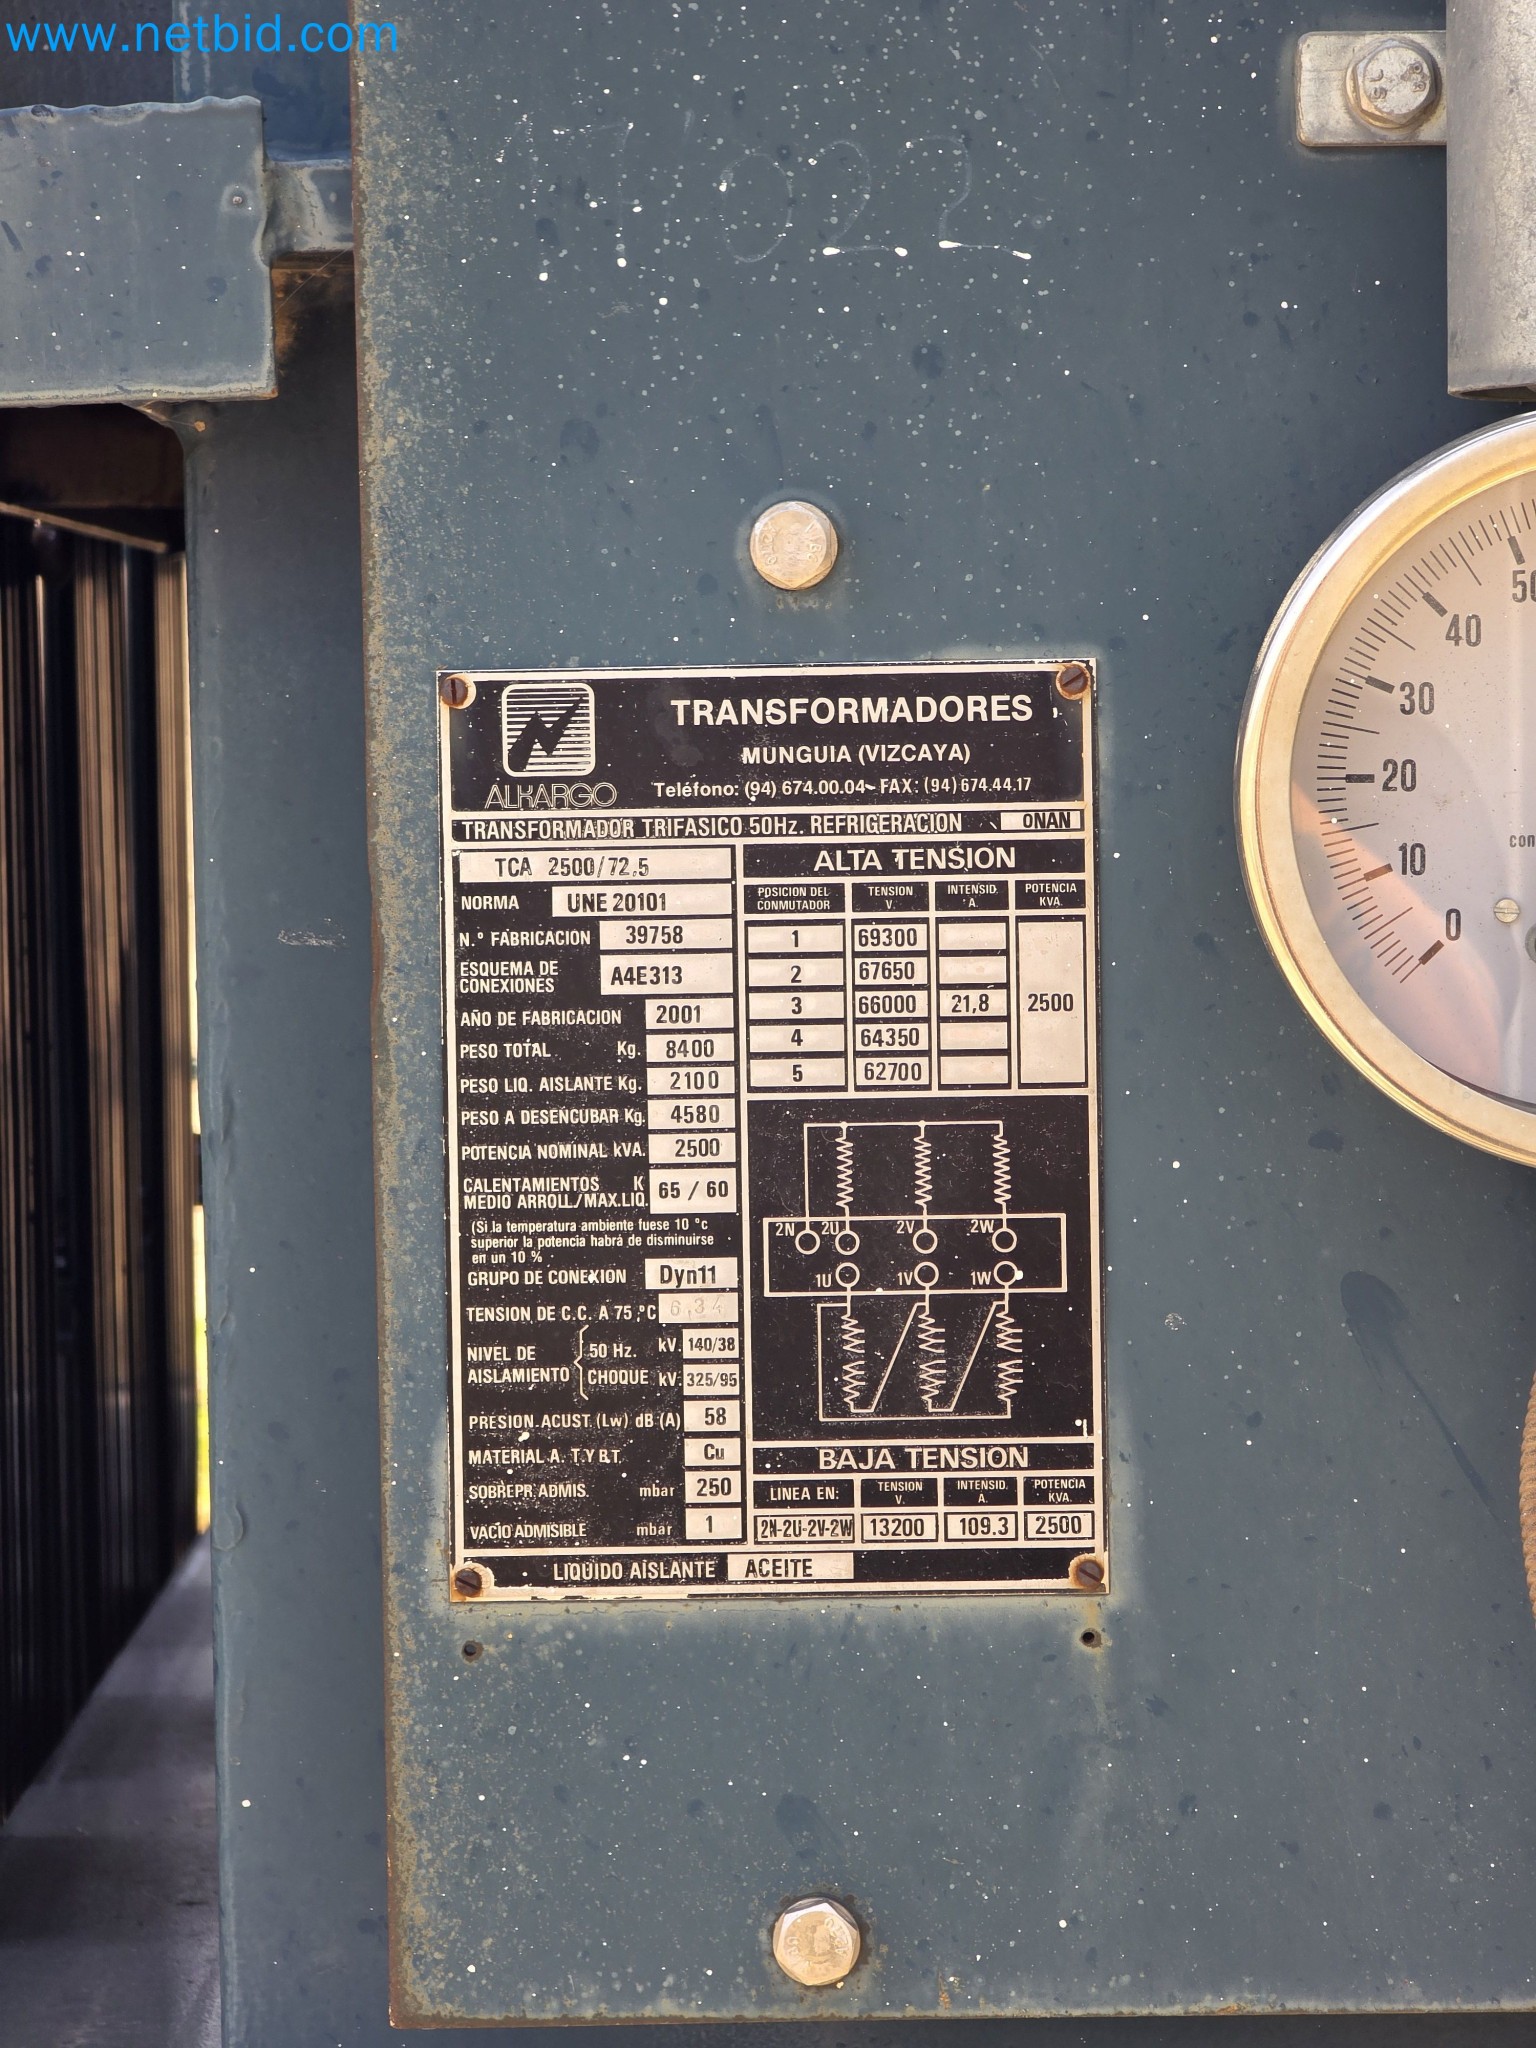 www.netbid.com
022
50
40
30
20
10
0
con
ALKARGO
TRANSFORMADORES
MUNGUIA (VIZCAYA)
Teléfono: (94) 674.00.04 - FAX: (94) 674.44.17
TRANSFORMADOR TRIFASICO 50Hz. REFRIGERACION ONAN
TCA 2500/72,5
NORMA UNE 20101
N.º FABRICACION 39758
ESQUEMA DE
CONEXIONES A4E313
AÑO DE FABRICACION 2001
PESO TOTAL Kg. 8400
PESO LIQ. AISLANTE Kg. 2100
PESO A DESENCUBAR Kg. 4580
POTENCIA NOMINAL kVA. 2500
CALENTAMIENTOS K
MEDIO ARROLL./MAX.LIQ. 65 / 60
(Si la temperatura ambiente fuese 10 °c
superior la potencia habrá de disminuirse
en un 10 %
GRUPO DE CONEXION Dyn11
TENSION DE C.C. A 75 °C 6,34
NIVEL DE
AISLAMIENTO
50 Hz. kV. 140/38
CHOQUE kV. 325/95
PRESION ACUST. (Lw) dB (A) 58
MATERIAL A. T.Y B.T. Cu
SOBREPR. ADMIS. mbar 250
VACIO ADMISIBLE mbar 1
ALTA TENSION
POSICION DEL
CONMUTADOR
TENSION
V.
INTENSID.
A.
POTENCIA
KVA.
1 69300
2 67650
3 66000 21,8 2500
4 64350
5 62700
2N 2U 2V 2W
1U 1V 1W
BAJA TENSION
LINEA EN:
TENSION
V.
INTENSID.
A.
POTENCIA
KVA.
2N-2U-2V-2W 13200 109.3 2500
LIQUIDO AISLANTE ACEITE